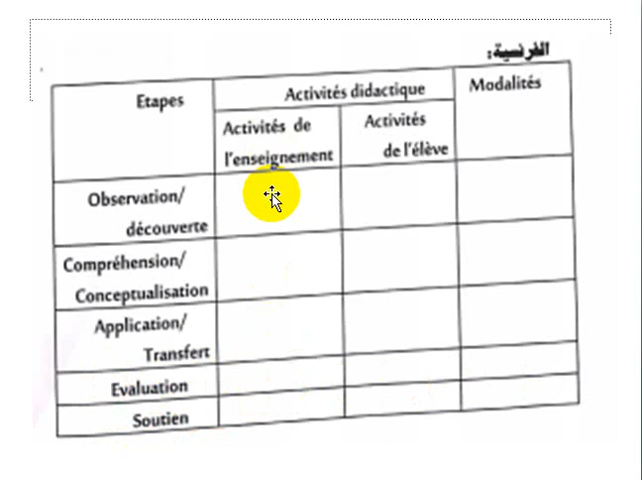 الفرنسية:
Etapes
Activités didactique
Modalités
Activités de
l'enseignement
Activités
de l'élève
Observation/
découverte
Compréhension/
Conceptualisation
Application/
Transfert
Evaluation
Soutien